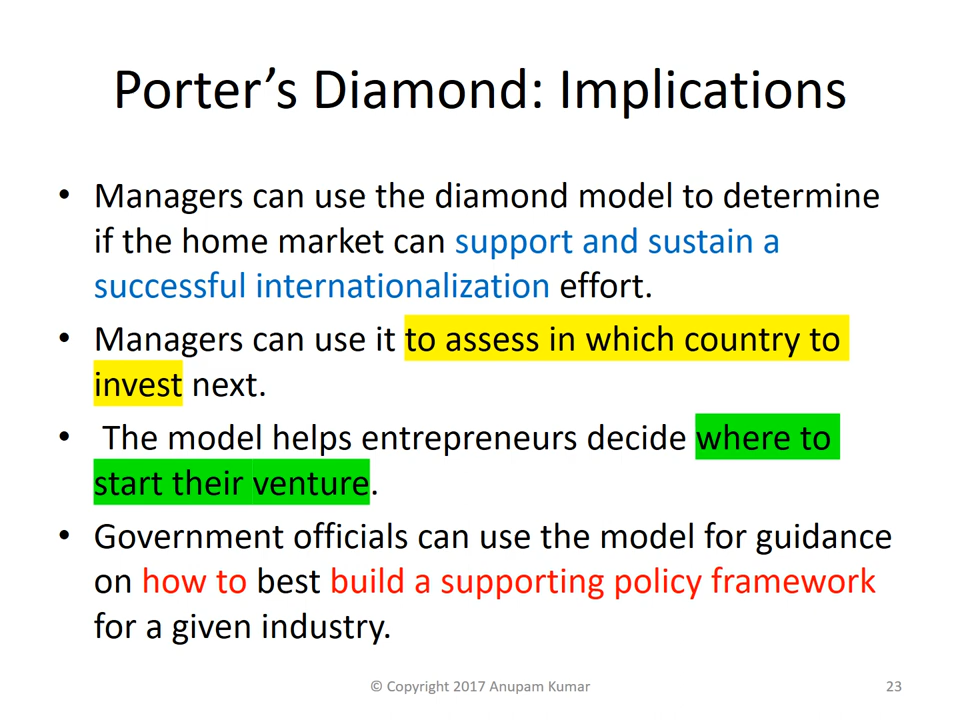 Porter’s Diamond: Implications
• Managers can use the diamond model to determine
if the home market can support and sustain a
successful internationalization effort.
• Managers can use it to assess in which country to
invest next.
• The model helps entrepreneurs decide where to
start their venture.
• Government officials can use the model for guidance
on how to best build a supporting policy framework
for a given industry.
© Copyright 2017 Anupam Kumar
23